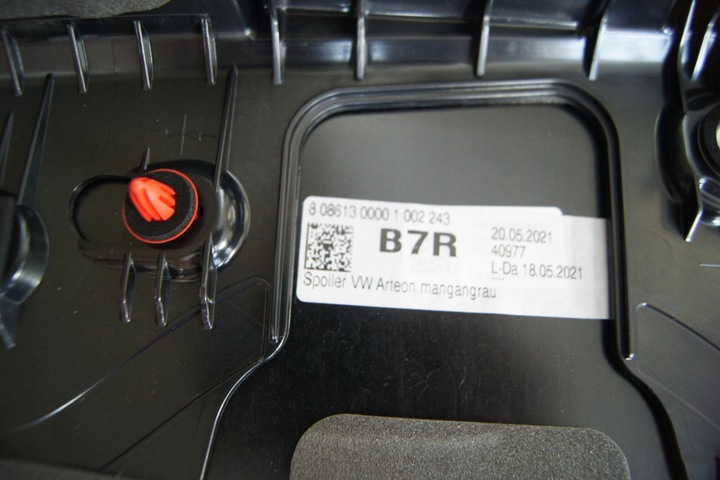 8 08613 0000 1 002 243
B7R
20.05.2021
40977
L-Da 18.05.2021
Spoiler VW Arteon mangangrau